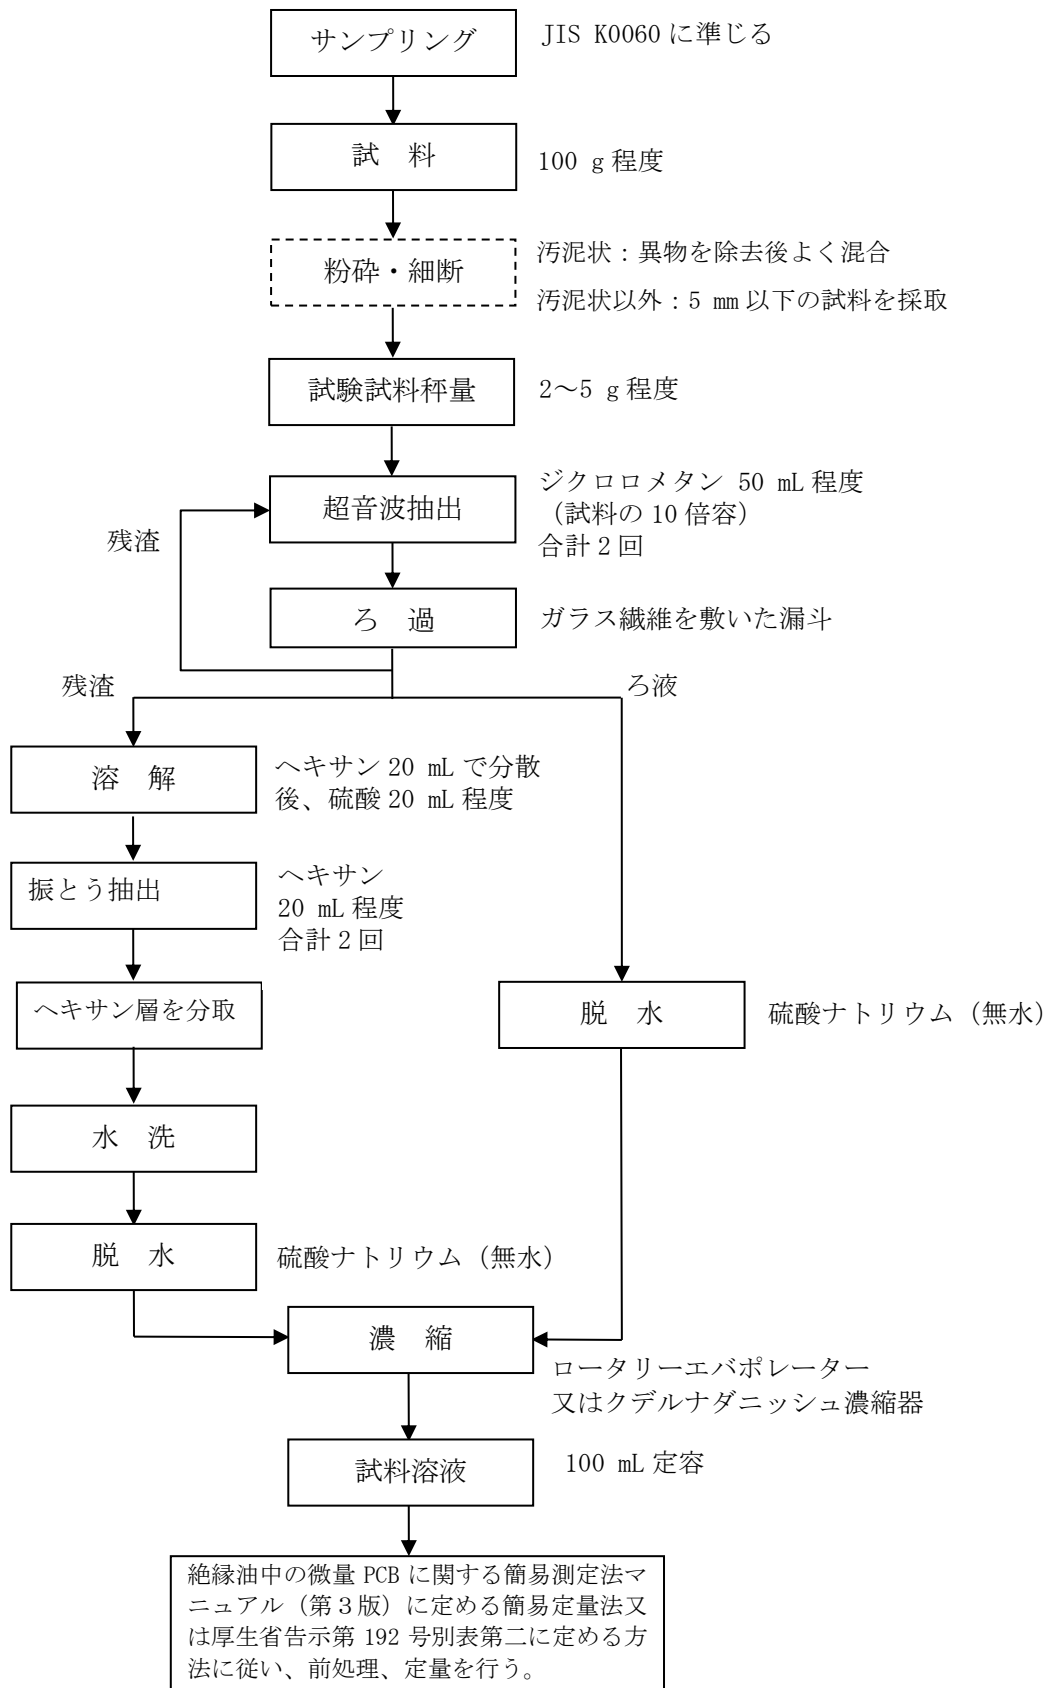 サンプリング
JIS K0060 に準じる
試　料
100 g 程度
粉砕・細断
汚泥状：異物を除去後よく混合
汚泥状以外：5 mm 以下の試料を採取
試験試料秤量
2～5 g 程度
超音波抽出
ジクロロメタン 50 mL 程度
（試料の 10 倍容）
合計 2 回
残渣
ろ　過
ガラス繊維を敷いた漏斗
残渣
ろ液
溶　解
ヘキサン 20 mL で分散
後、硫酸 20 mL 程度
振とう抽出
ヘキサン
20 mL 程度
合計 2 回
ヘキサン層を分取
脱　水
硫酸ナトリウム（無水）
水　洗
脱　水
硫酸ナトリウム（無水）
濃　縮
ロータリーエバポレーター
又はクデルナダニッシュ濃縮器
試料溶液
100 mL 定容
絶縁油中の微量 PCB に関する簡易測定法マ
ニュアル（第３版）に定める簡易定量法又
は厚生省告示第 192 号別表第二に定める方
法に従い、前処理、定量を行う。